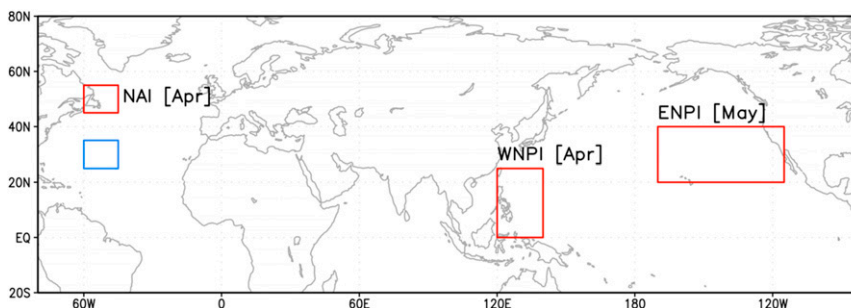 80N
60N
NAI [Apr]
ENPI [May]
40N
WNPI [Apr]
20N
EQ
20S
60W 0 60E 120E 180 120W